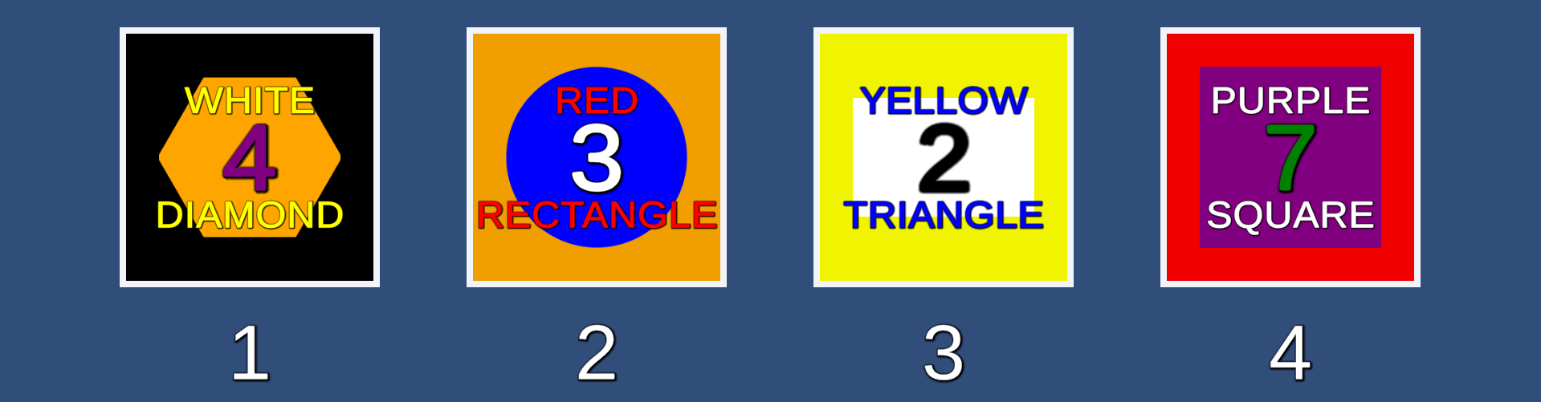 WHITE
4
DIAMOND
RED
3
RECTANGLE
YELLOW
2
TRIANGLE
PURPLE
7
SQUARE
1
2
3
4